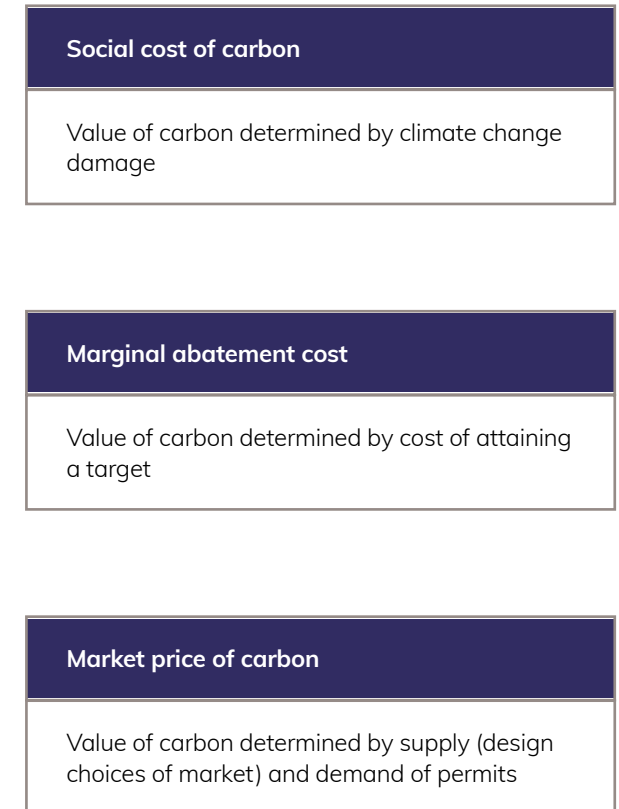 Social cost of carbon
Value of carbon determined by climate change
damage
Marginal abatement cost
Value of carbon determined by cost of attaining
a target
Market price of carbon
Value of carbon determined by supply (design
choices of market) and demand of permits